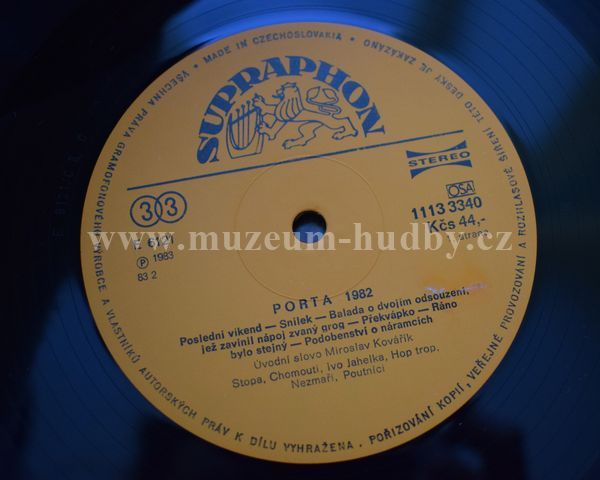 VŠECHNA PRÁVA GRAMOFONOVÉHO VÝROBCE A VLASTNÍKŮ AUTORSKÝCH PRÁV K DÍLU VYHRAŽENA • POŘIZOVÁNÍ KOPIÍ, VEŘEJNÉ PROVOZOVÁNÍ A ROZHLASOVÉ ŠÍŘENÍ TÉTO DESKY JE ZAKÁZÁNO • MADE IN CZECHOSLOVAKIA •
SUPRAPHON
STEREO
OSA
33
1113 3340
Kčs 44,-
6121
℗ 1983
83 2
www.muzeum-hudby.cz
PORTA 1982
Poslední víkend — Snílek — Balada o dvojím odsouzení,
jež zavinil nápoj zvaný grog — Překvápko — Ráno
bylo stejný — Podobenství o náramcích
Úvodní slovo Miroslav Kovářík
Stopa, Chomouti, Ivo Jahelka, Hop trop,
Nezmaři, Poutníci